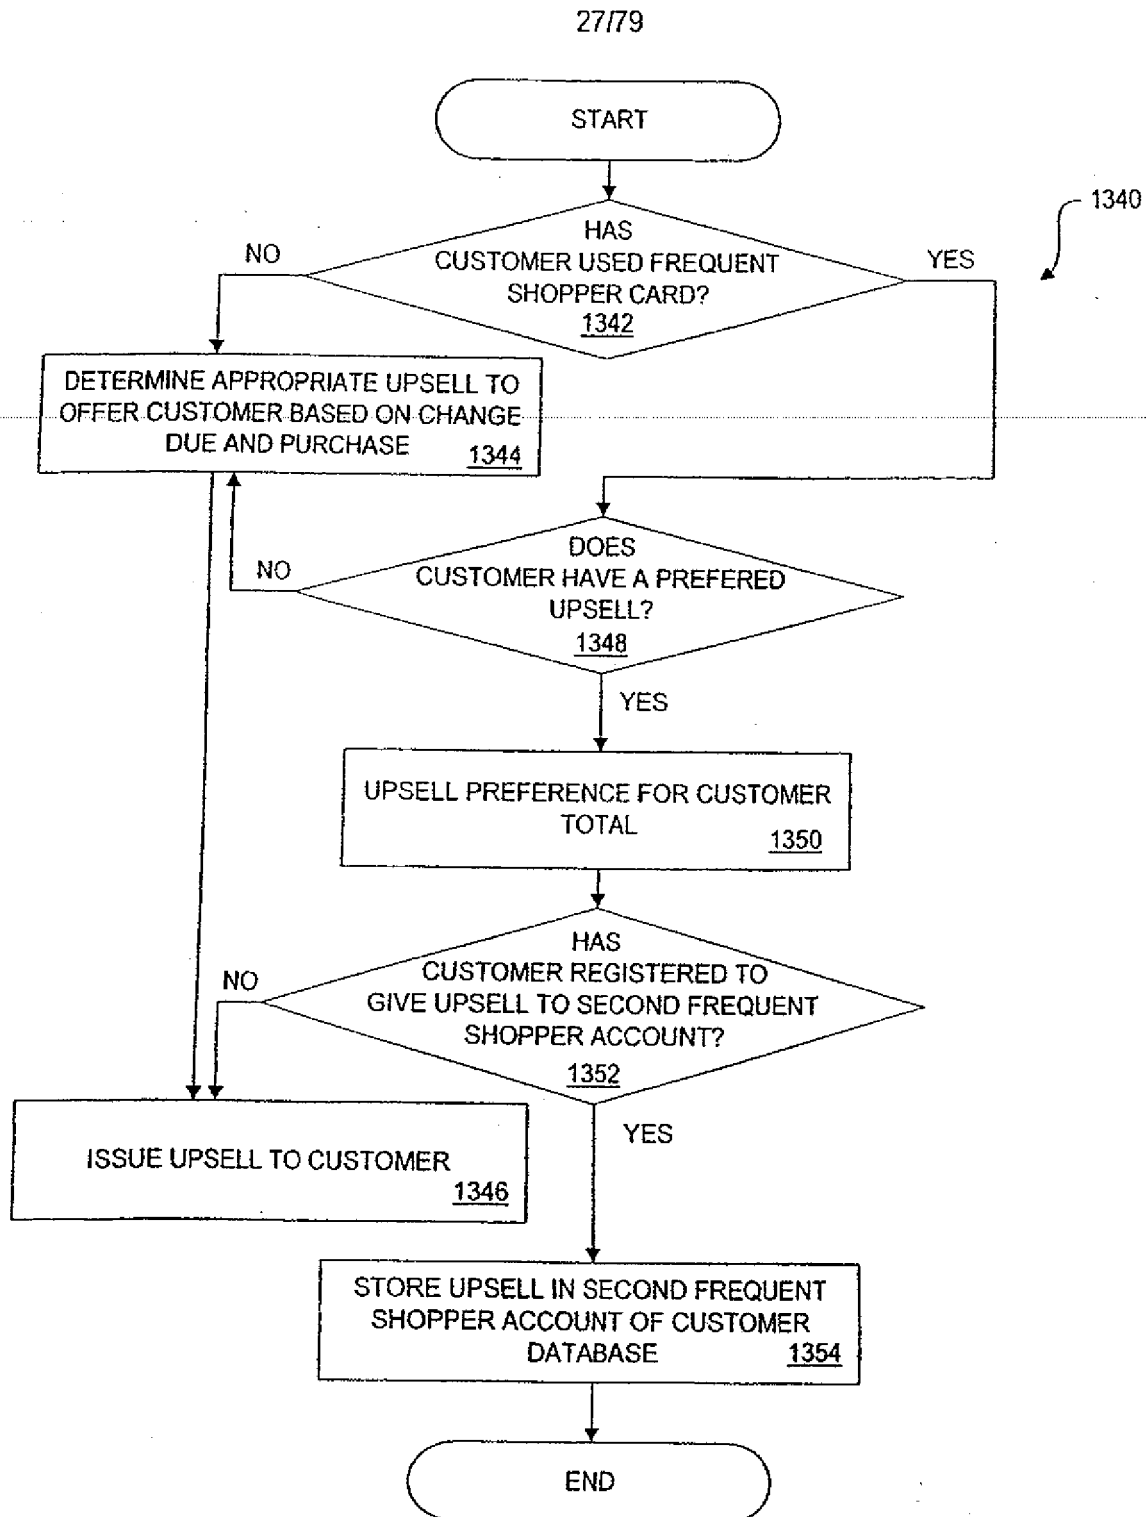 27/79
START
1340
HAS
CUSTOMER USED FREQUENT
SHOPPER CARD?
1342
NO
YES
DETERMINE APPROPRIATE UPSELL TO
OFFER CUSTOMER BASED ON CHANGE
DUE AND PURCHASE
1344
DOES
CUSTOMER HAVE A PREFERED
UPSELL?
1348
NO
YES
UPSELL PREFERENCE FOR CUSTOMER
TOTAL
1350
HAS
CUSTOMER REGISTERED TO
GIVE UPSELL TO SECOND FREQUENT
SHOPPER ACCOUNT?
1352
NO
YES
ISSUE UPSELL TO CUSTOMER
1346
STORE UPSELL IN SECOND FREQUENT
SHOPPER ACCOUNT OF CUSTOMER
DATABASE
1354
END